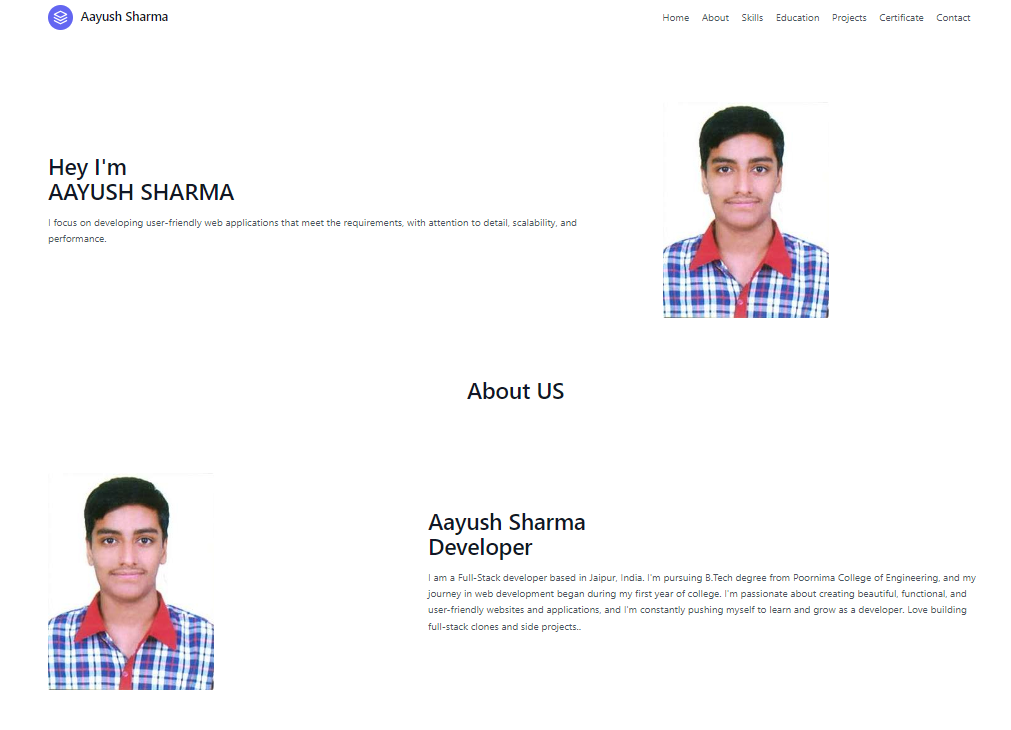 Aayush Sharma
Home About Skills Education Projects Certificate Contact
Hey I'm
AAYUSH SHARMA
I focus on developing user-friendly web applications that meet the requirements, with attention to detail, scalability, and
performance.
About US
Aayush Sharma
Developer
I am a Full-Stack developer based in Jaipur, India. I'm pursuing B.Tech degree from Poornima College of Engineering, and my
journey in web development began during my first year of college. I'm passionate about creating beautiful, functional, and
user-friendly websites and applications, and I'm constantly pushing myself to learn and grow as a developer. Love building
full-stack clones and side projects..